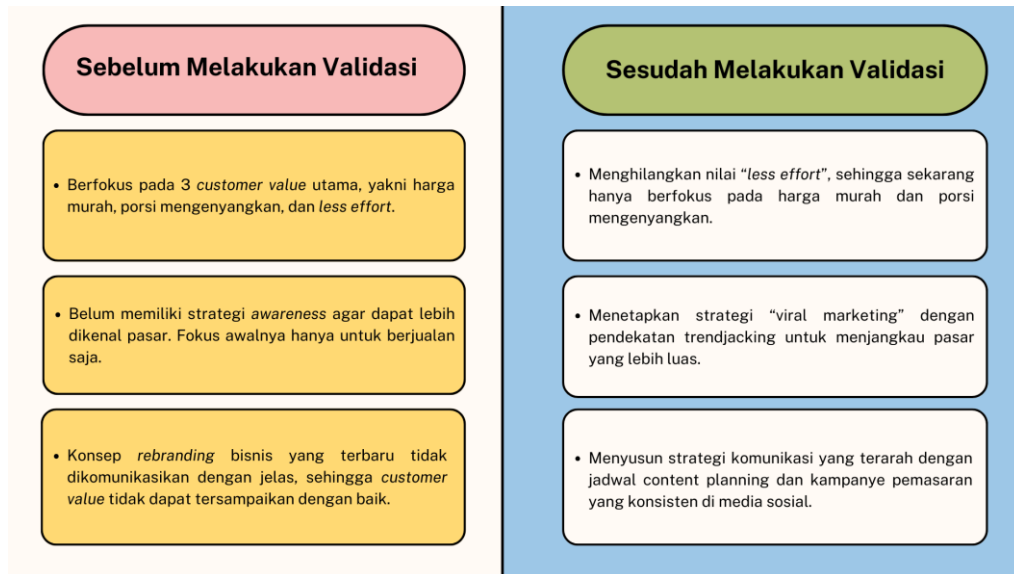 Sebelum Melakukan Validasi
• Berfokus pada 3 customer value utama, yakni harga
murah, porsi mengenyangkan, dan less effort.
• Belum memiliki strategi awareness agar dapat lebih
dikenal pasar. Fokus awalnya hanya untuk berjualan
saja.
• Konsep rebranding bisnis yang terbaru tidak
dikomunikasikan dengan jelas, sehingga customer
value tidak dapat tersampaikan dengan baik.
Sesudah Melakukan Validasi
• Menghilangkan nilai “less effort”, sehingga sekarang
hanya berfokus pada harga murah dan porsi
mengenyangkan.
• Menetapkan strategi “viral marketing” dengan
pendekatan trendjacking untuk menjangkau pasar
yang lebih luas.
• Menyusun strategi komunikasi yang terarah dengan
jadwal content planning dan kampanye pemasaran
yang konsisten di media sosial.